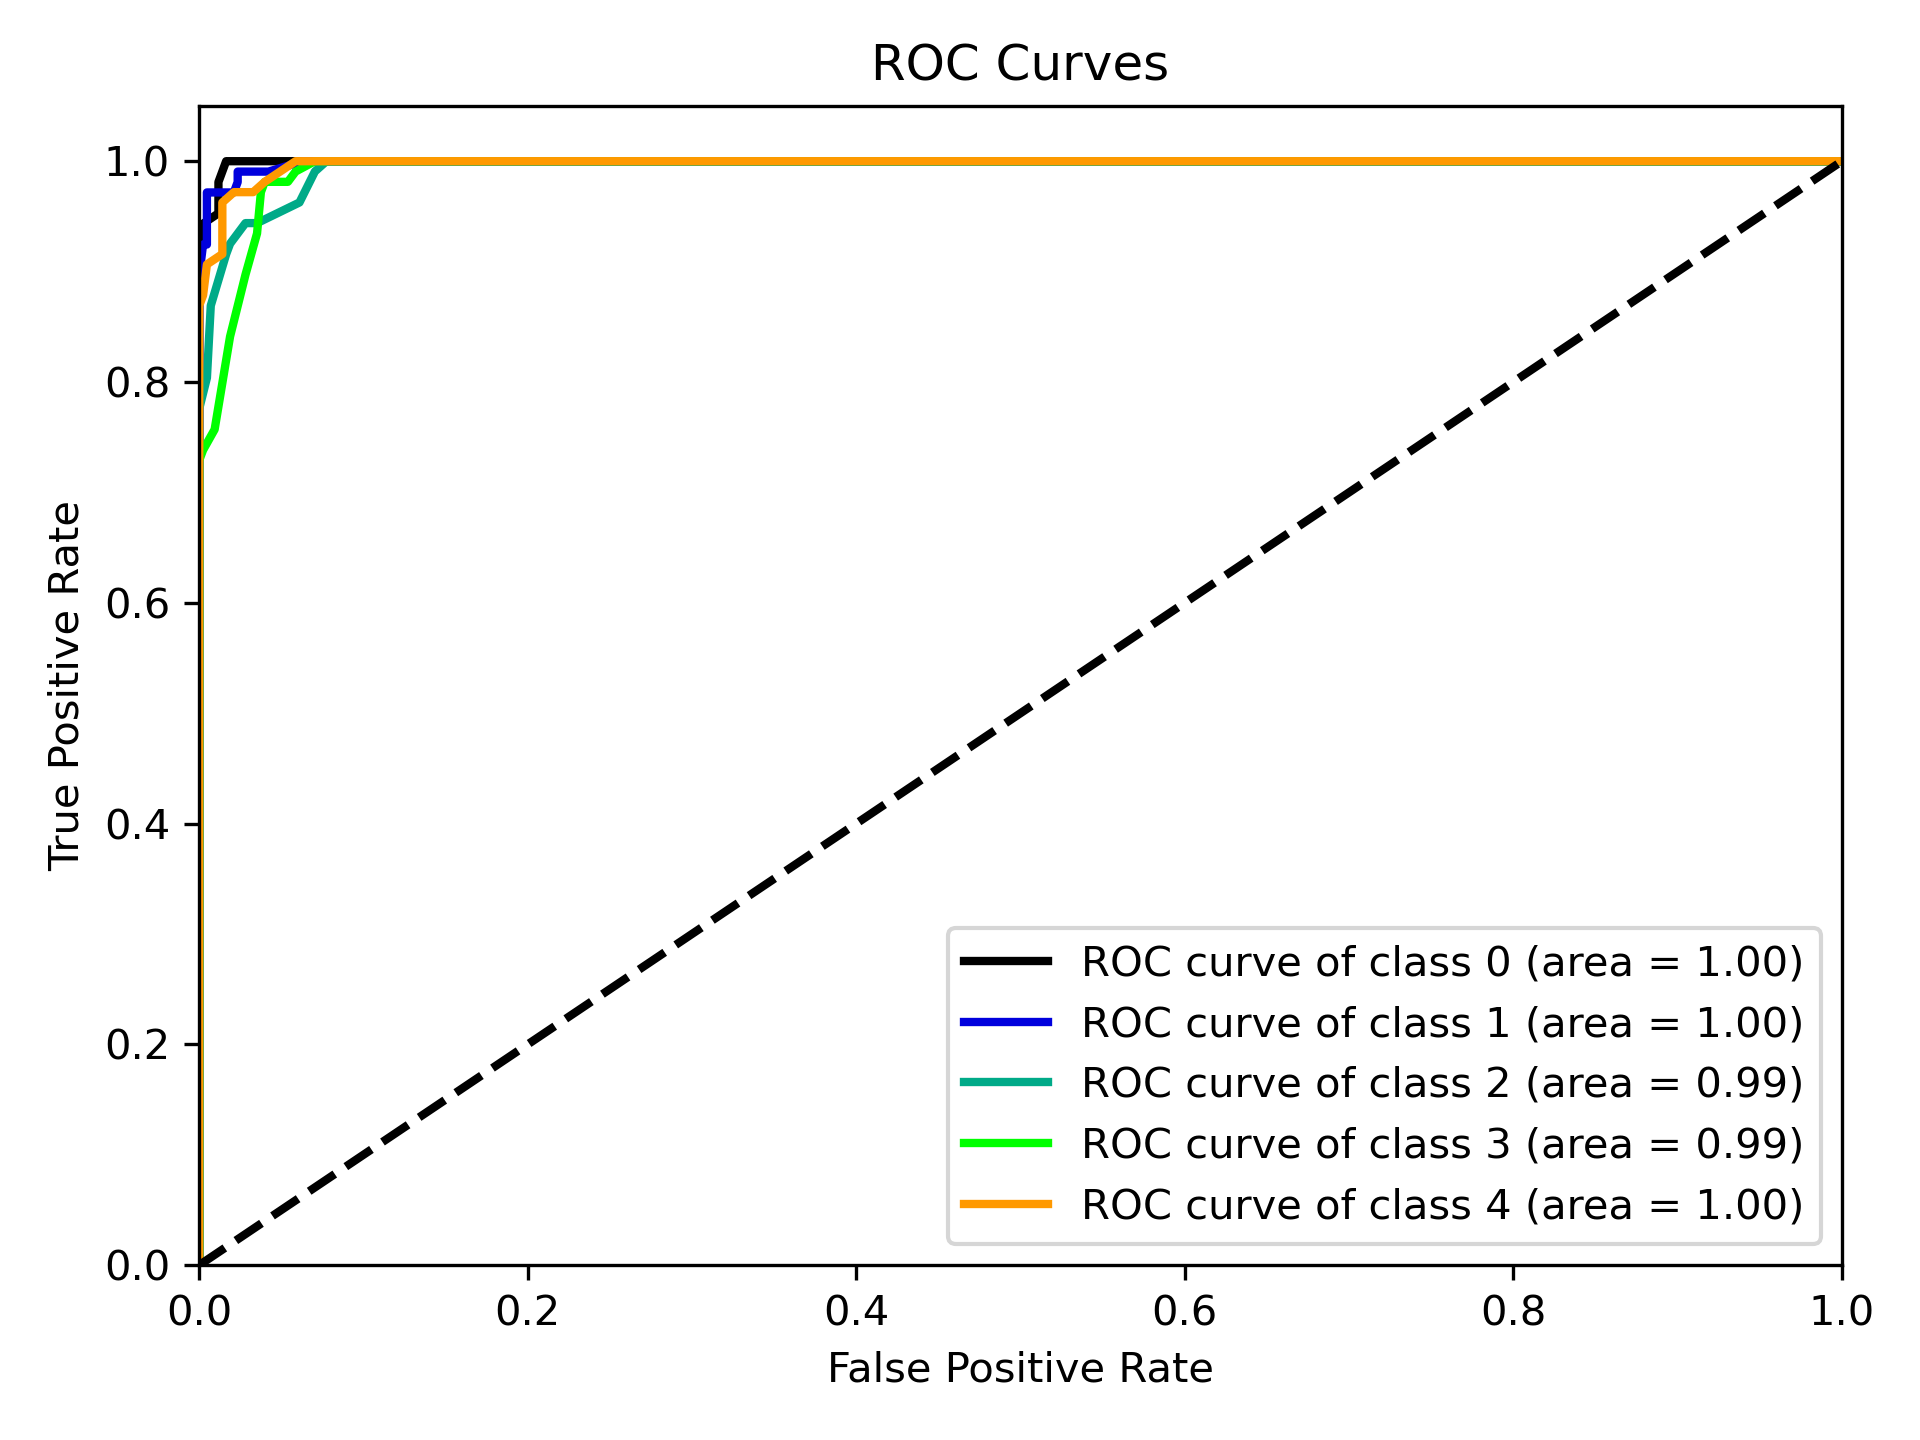 ROC Curves
True Positive Rate
1.0
0.8
0.6
0.4
0.2
0.0
ROC curve of class 0 (area = 1.00)
ROC curve of class 1 (area = 1.00)
ROC curve of class 2 (area = 0.99)
ROC curve of class 3 (area = 0.99)
ROC curve of class 4 (area = 1.00)
0.0 0.2 0.4 0.6 0.8 1.0
False Positive Rate